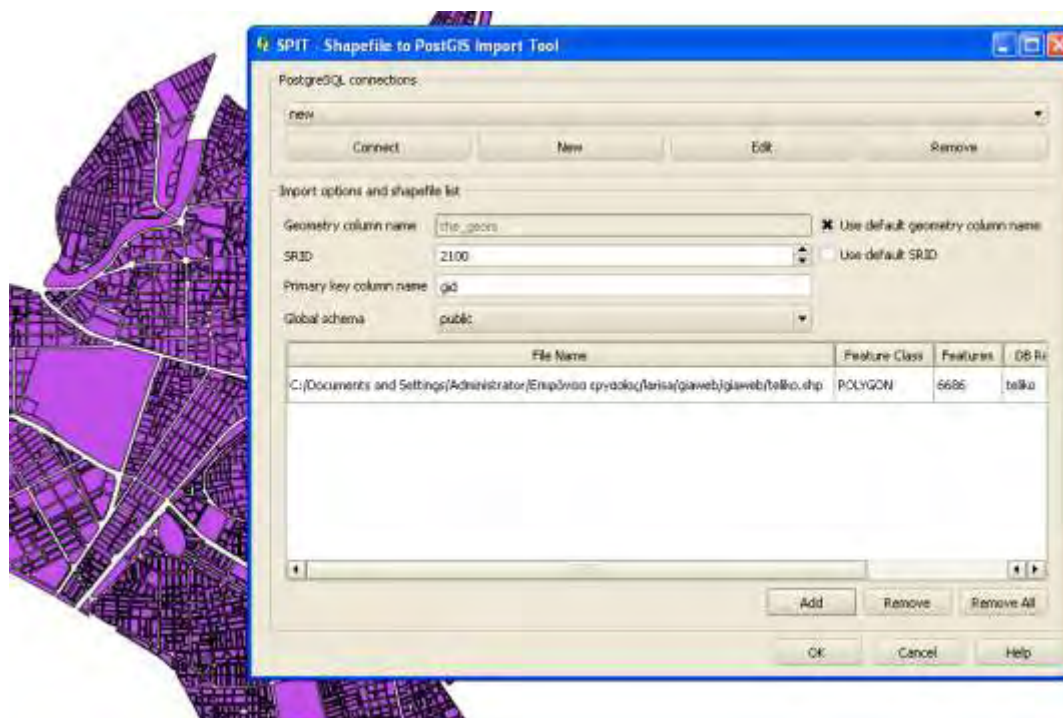 SPIT - Shapefile to PostGIS Import Tool
PostgreSQL connections
new
Connect New Edit Remove
Import options and shapefile list
Geometry column name the_geom Use default geometry column name
SRID 2100 Use default SRID
Primary key column name gid
Global schema public
File Name Feature Class Features DB Re
C:/Documents and Settings/Administrator/Επιφάνεια εργασίας/larisa/giaweb/giaweb/teliko.shp POLYGON 6686 teliko
Add Remove Remove All
OK Cancel Help